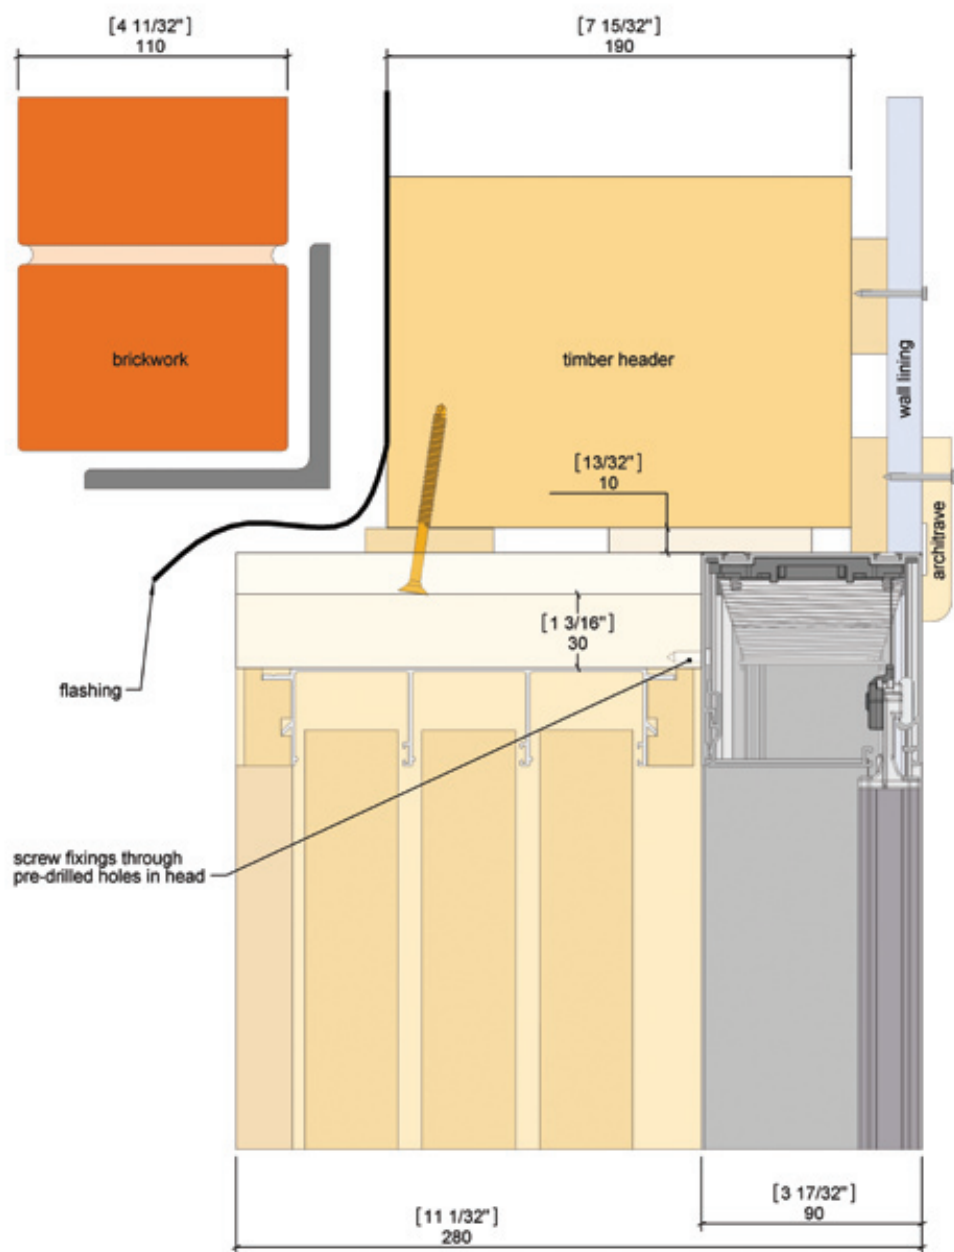 [4 11/32"]
110
[7 15/32"]
190
brickwork
timber header
wall lining
[13/32"]
10
architrave
[1 3/16"]
30
flashing
screw fixings through
pre-drilled holes in head
[3 17/32"]
90
[11 1/32"]
280